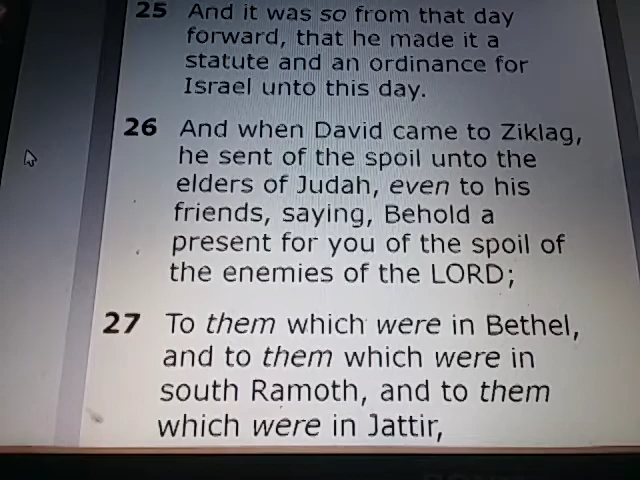 25 And it was so from that day
forward, that he made it a
statute and an ordinance for
Israel unto this day.
26 And when David came to Ziklag,
he sent of the spoil unto the
elders of Judah, even to his
friends, saying, Behold a
present for you of the spoil of
the enemies of the LORD;
27 To them which were in Bethel,
and to them which were in
south Ramoth, and to them
which were in Jattir,